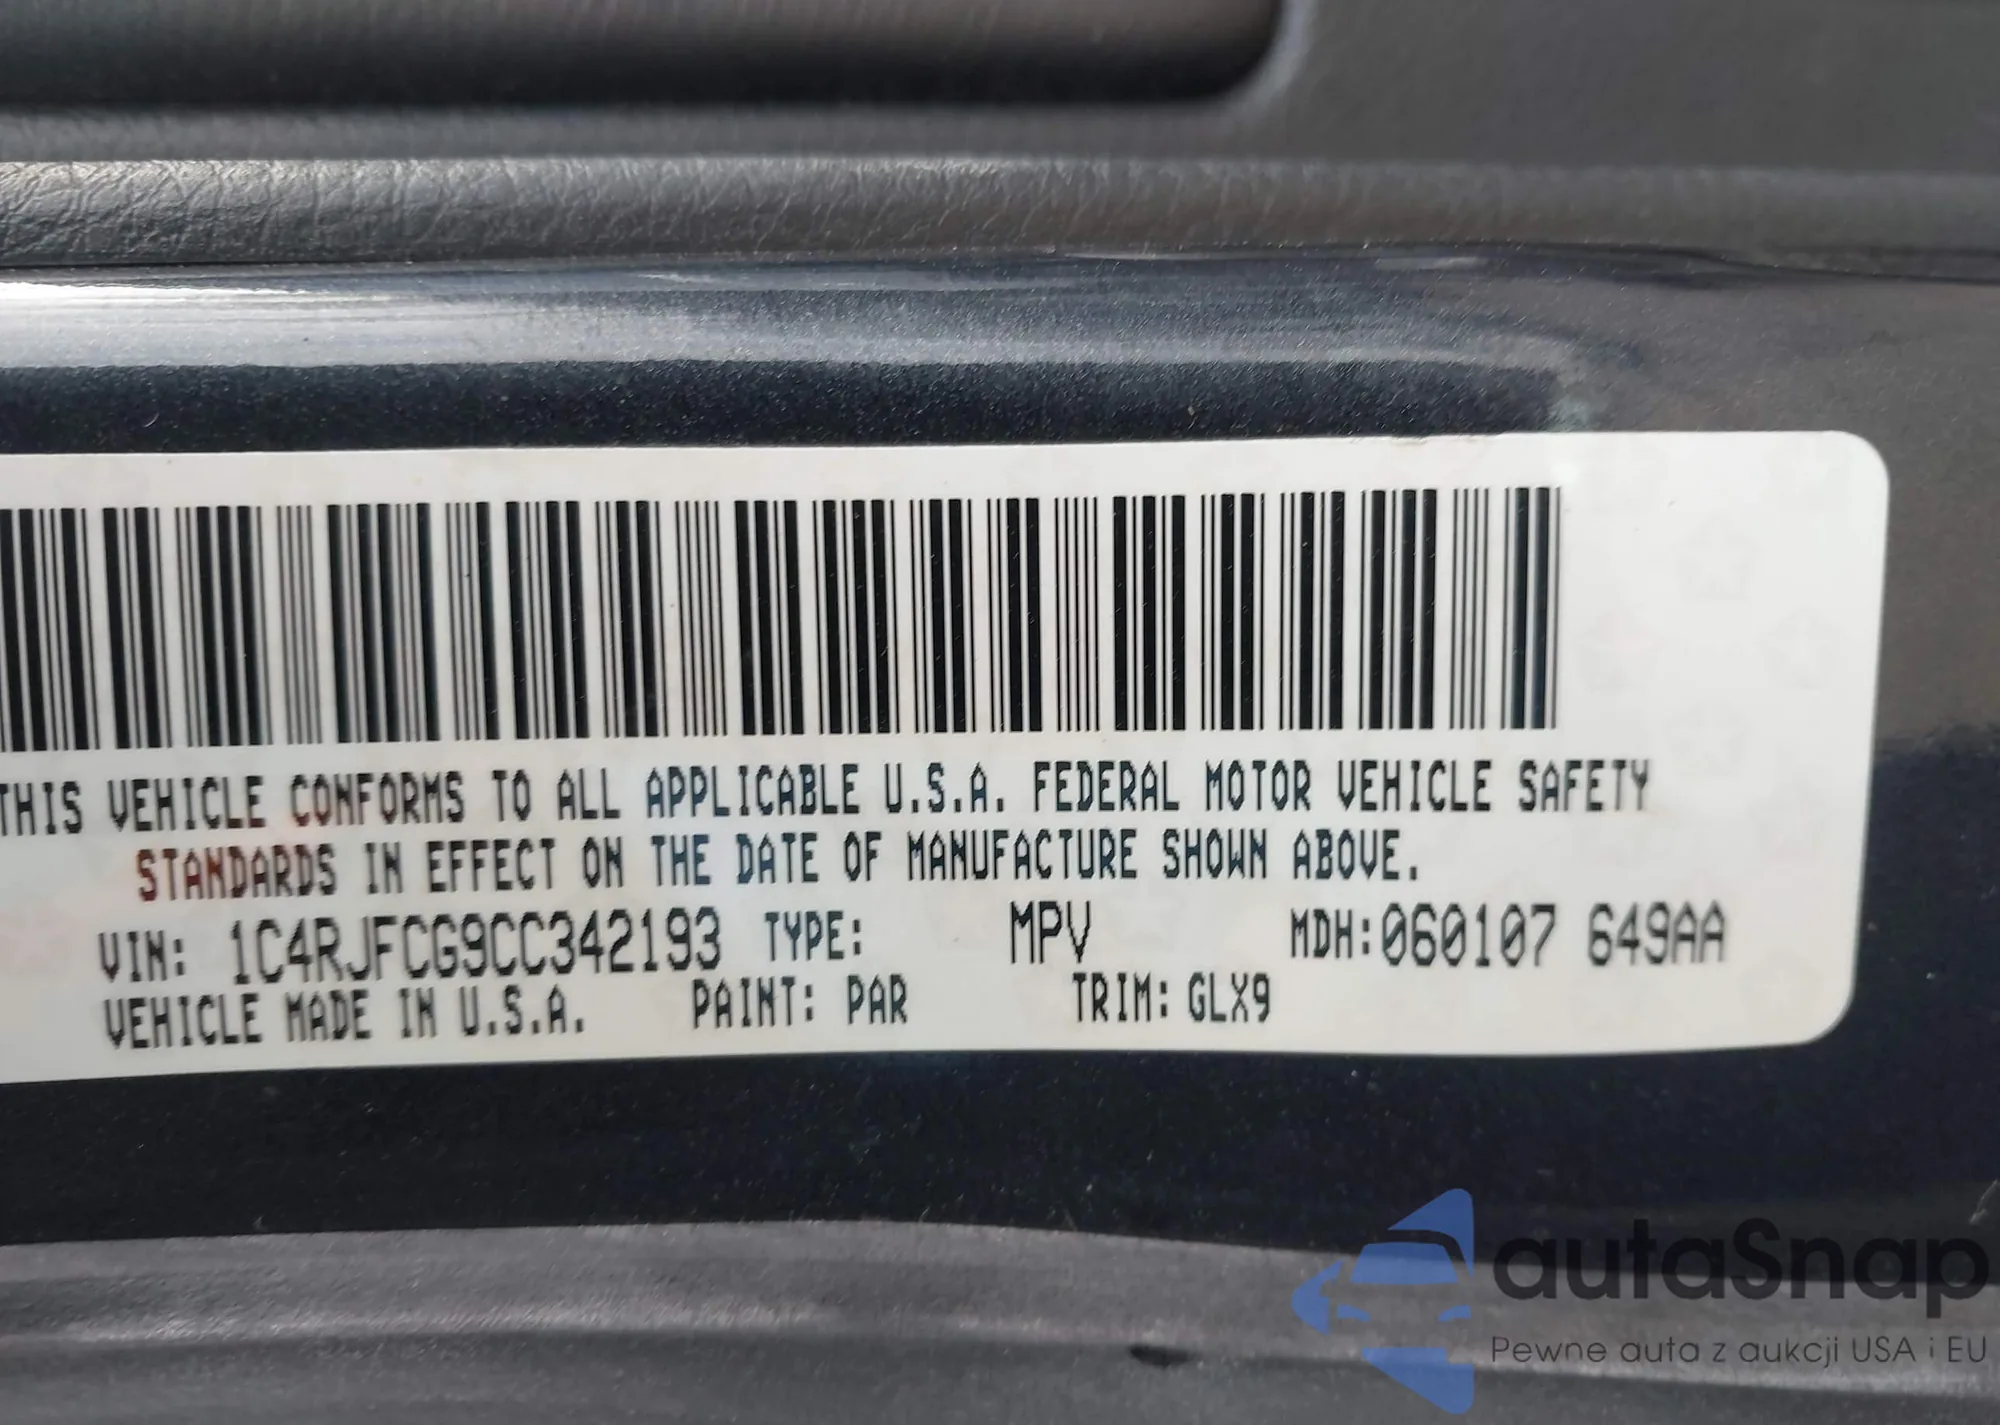 THIS VEHICLE CONFORMS TO ALL APPLICABLE U.S.A. FEDERAL MOTOR VEHICLE SAFETY
STANDARDS IN EFFECT ON THE DATE OF MANUFACTURE SHOWN ABOVE.
VIN: 1C4RJFCG9CC342193 TYPE: MPV MDH:060107 649AA
VEHICLE MADE IN U.S.A. PAINT: PAR TRIM: GLX9
autaSnap
Pewne auta z aukcji USA i EU